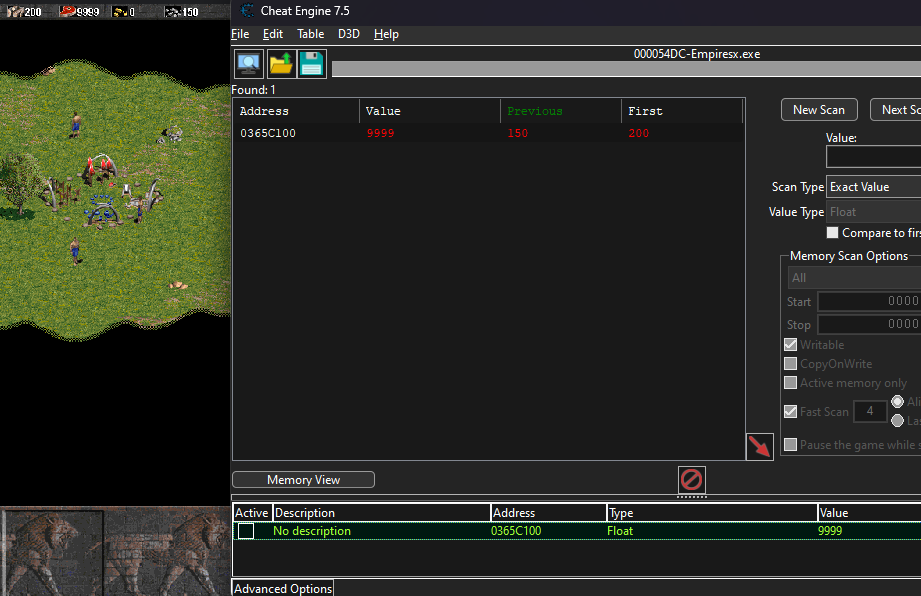 200 9999 0 150
Cheat Engine 7.5
File Edit Table D3D Help
000054DC-Empiresx.exe
Found: 1
Address Value Previous First
0365C100 9999 150 200
New Scan Next Sc
Value:
Scan Type Exact Value
Value Type Float
Compare to firs
Memory Scan Options
All
Start 0000
Stop 0000
Writable
CopyOnWrite
Active memory only
Fast Scan 4 Ali
Las
Pause the game while s
Memory View
Active Description Address Type Value
No description 0365C100 Float 9999
Advanced Options